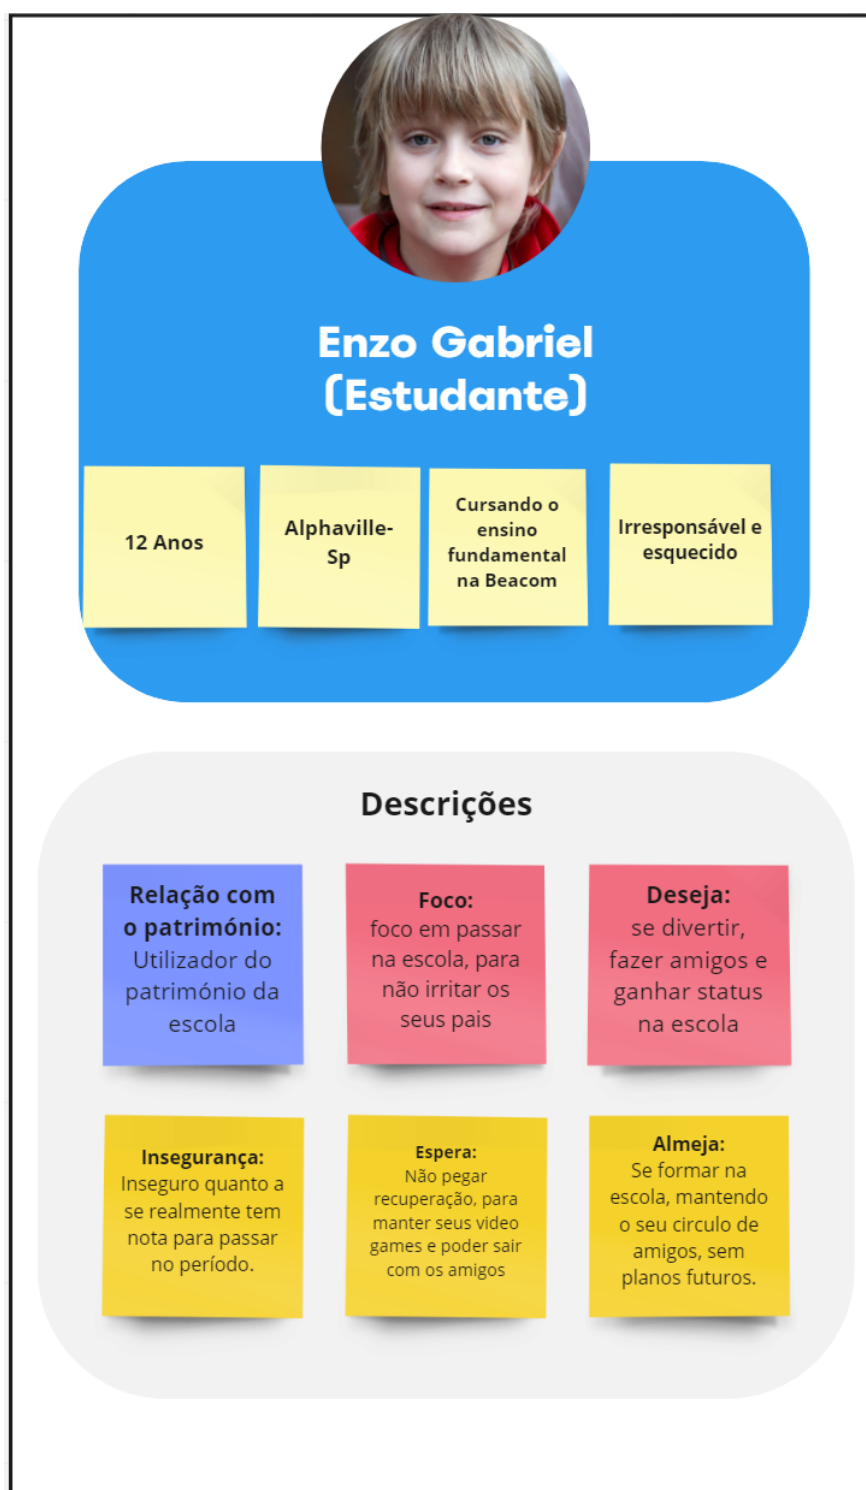 Enzo Gabriel
(Estudante)
12 Anos
Alphaville-
Sp
Cursando o
ensino
fundamental
na Beacom
Irresponsável e
esquecido
Descrições
Relação com
o património:
Utilizador do
património da
escola
Foco:
foco em passar
na escola, para
não irritar os
seus pais
Deseja:
se divertir,
fazer amigos e
ganhar status
na escola
Insegurança:
Inseguro quanto a
se realmente tem
nota para passar
no período.
Espera:
Não pegar
recuperação, para
manter seus video
games e poder sair
com os amigos
Almeja:
Se formar na
escola, mantendo
o seu circulo de
amigos, sem
planos futuros.